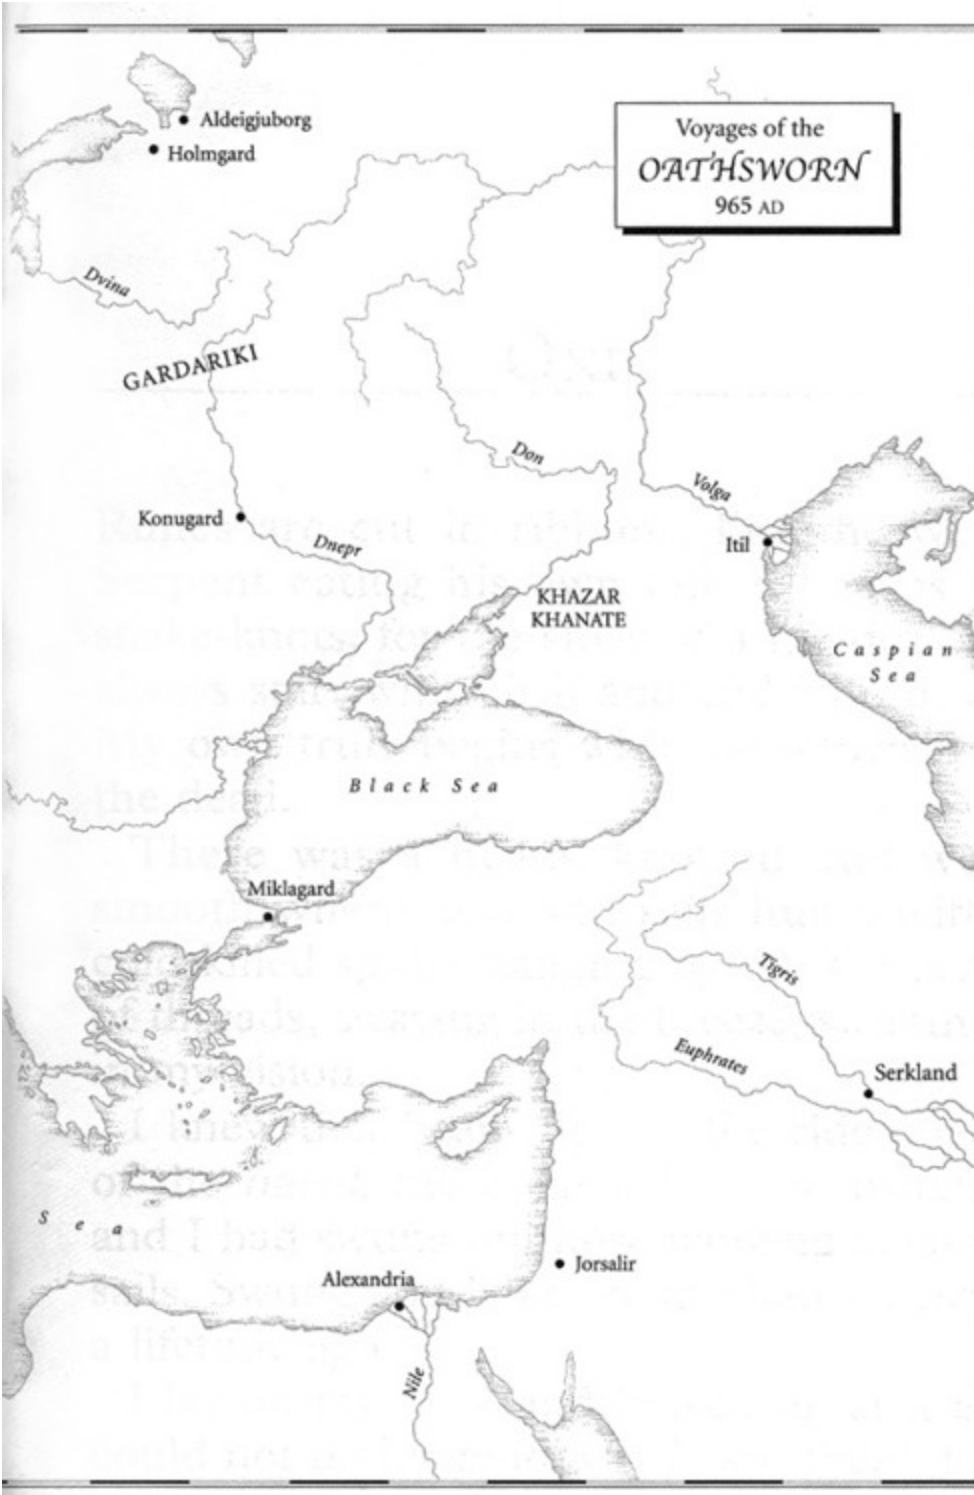 Aldeigjuborg
Holmgard
Voyages of the
OATHSWORN
965 AD
Dvina
GARDARIKI
Don
Volga
Konugard
Dnepr
Itil
KHAZAR
KHANATE
Caspian
Sea
Black Sea
Miklagard
Tigris
Euphrates
Serkland
Sea
Jorsalir
Alexandria
Nile